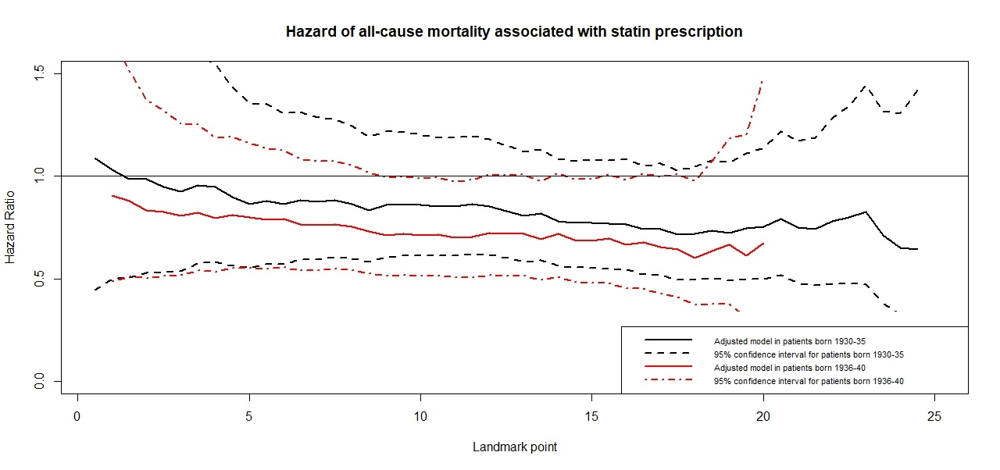 Hazard of all-cause mortality associated with statin prescription
1.5
1.0
0.5
0.0
Hazard Ratio
0 5 10 15 20 25
Landmark point
Adjusted model in patients born 1930-35
95% confidence interval for patients born 1930-35
Adjusted model in patients born 1936-40
95% confidence interval for patients born 1936-40